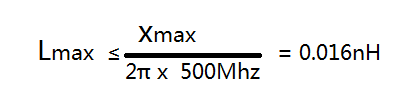 Xmax
Lmax ≤ ——— = 0.016nH
2π x 500Mhz